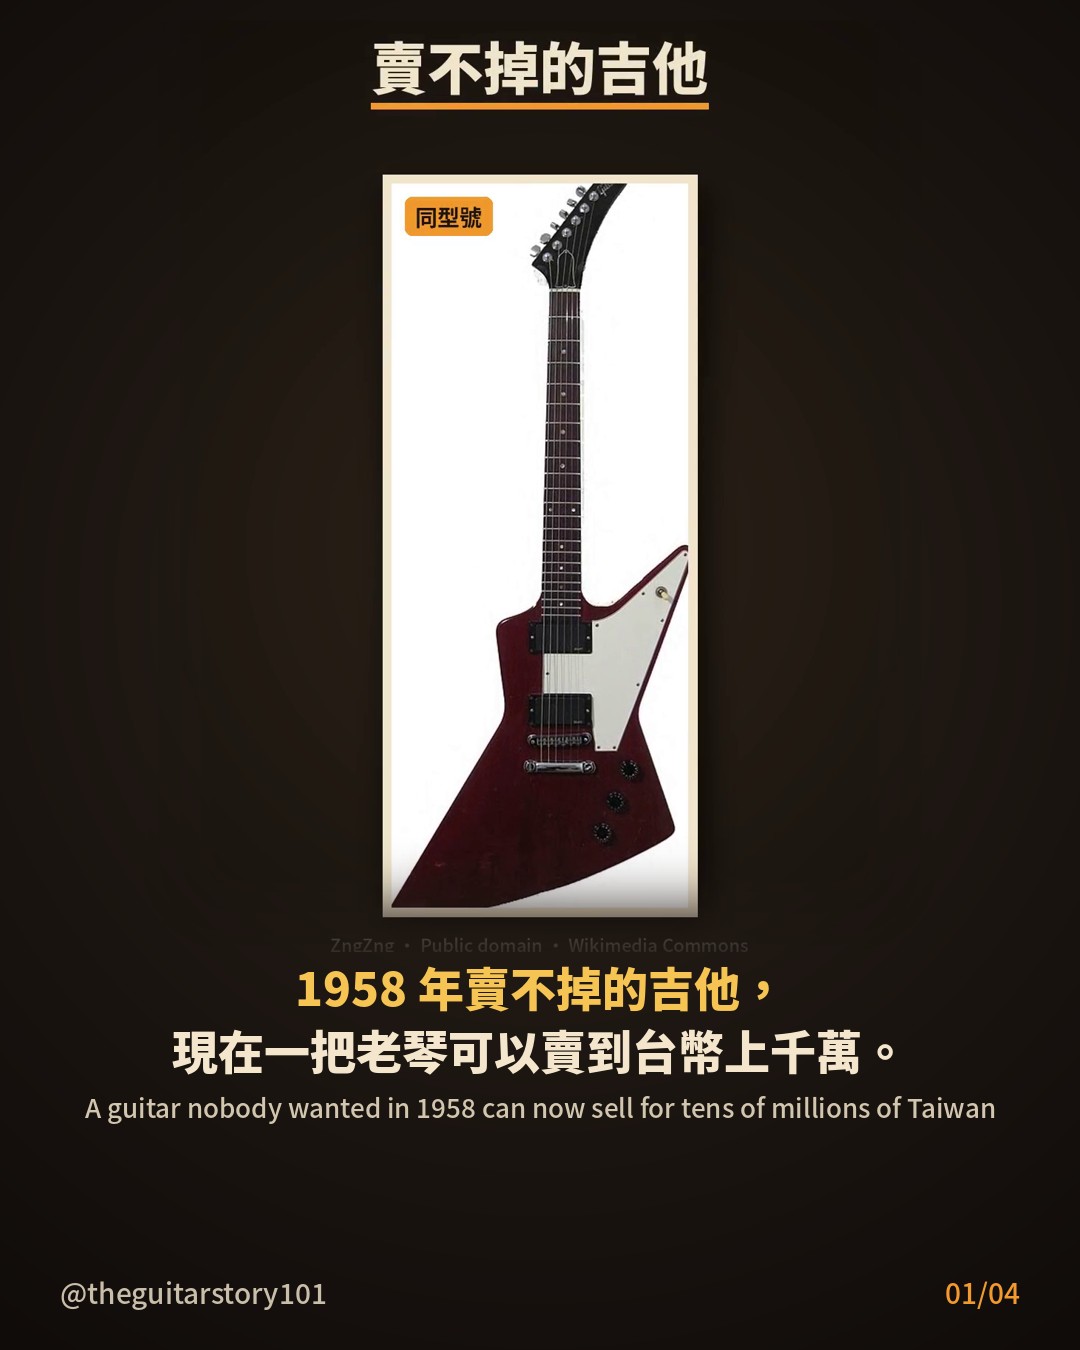 賣不掉的吉他
同型號
ZngZng・Public domain・Wikimedia Commons
1958 年賣不掉的吉他，
現在一把老琴可以賣到台幣上千萬。
A guitar nobody wanted in 1958 can now sell for tens of millions of Taiwan
@theguitarstory101
01/04